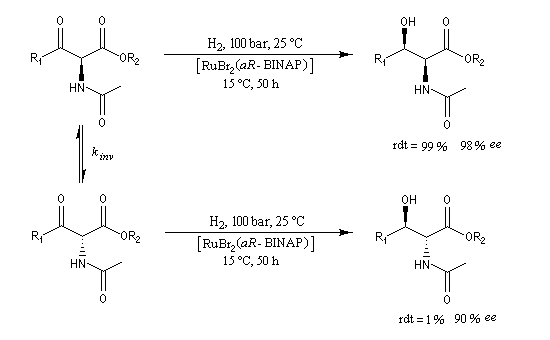 O O
R1 OR2
HN
O
H2, 100 bar, 25 °C
[RuBr2(aR- BINAP)]
15 °C, 50 h
OH O
R1 OR2
HN
O
rdt = 99 % 98% ee
kinv
O O
R1 OR2
HN
O
H2, 100 bar, 25 °C
[RuBr2(aR- BINAP)]
15 °C, 50 h
OH O
R1 OR2
HN
O
rdt = 1 % 90 % ee